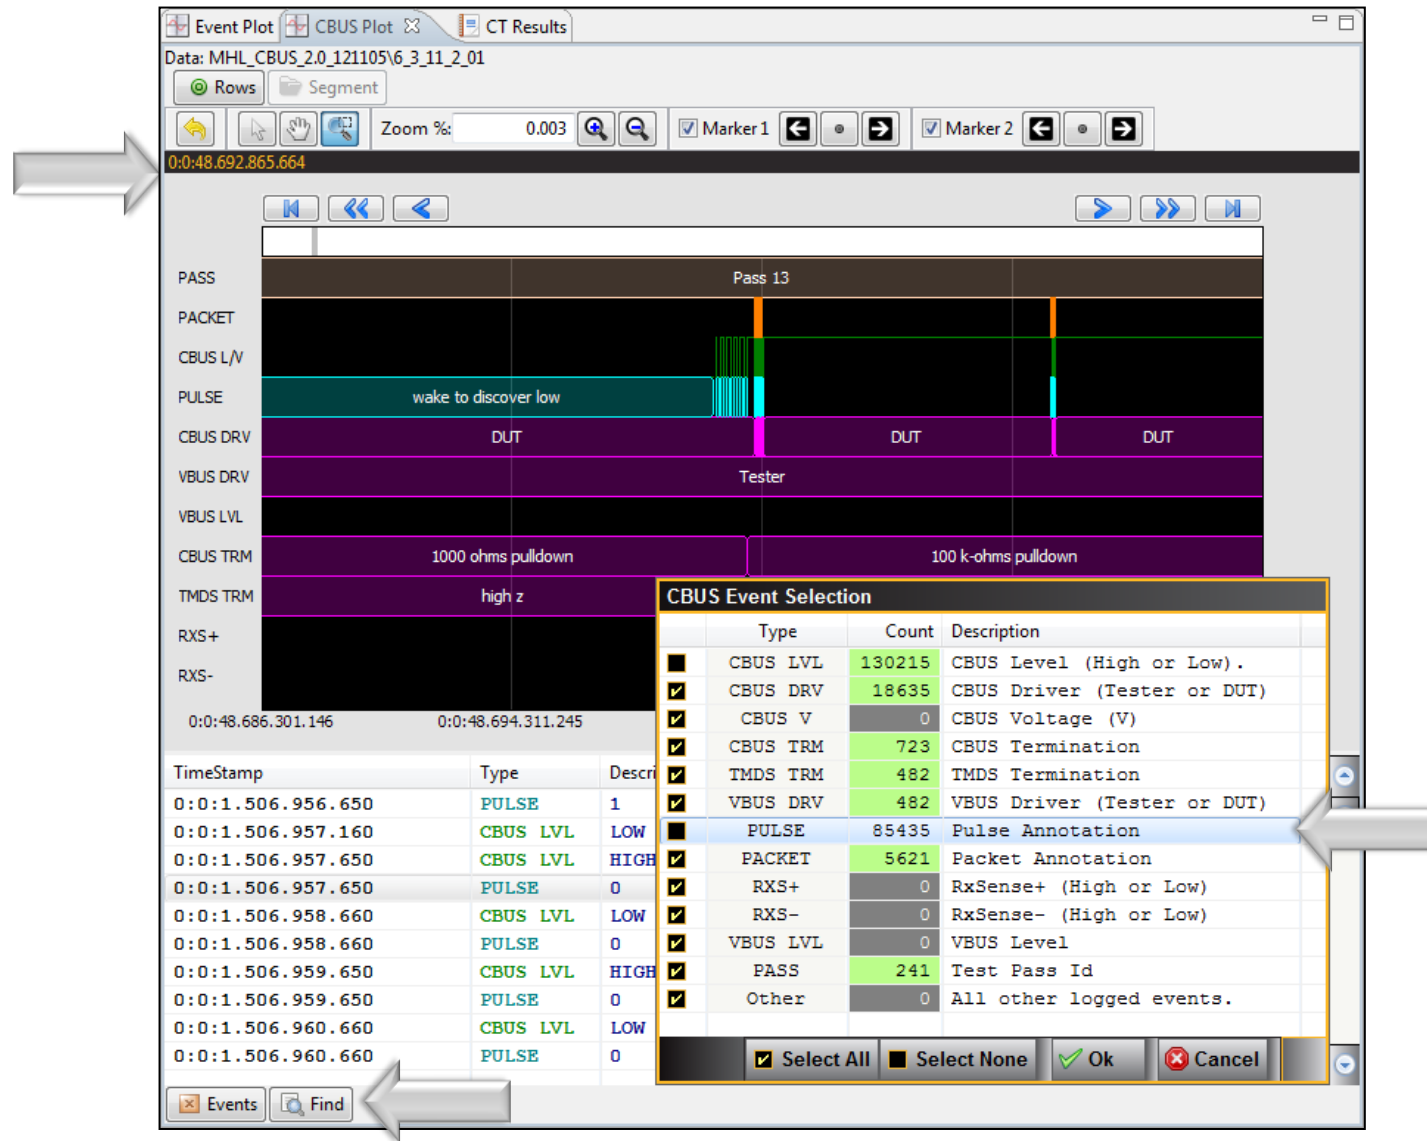 Event Plot CBUS Plot CT Results
Data: MHL_CBUS_2.0_121105\6_3_11_2_01
Rows Segment
Zoom %: 0.003 Marker 1 Marker 2
0:0:48.692.865.664
PASS Pass 13
PACKET
CBUS L/V
PULSE wake to discover low
CBUS DRV DUT DUT DUT
VBUS DRV Tester
VBUS LVL
CBUS TRM 1000 ohms pulldown 100 k-ohms pulldown
TMDS TRM high z
RXS+
RXS-
0:0:48.686.301.146 0:0:48.694.311.245
CBUS Event Selection
Type Count Description
CBUS LVL 130215 CBUS Level (High or Low).
CBUS DRV 18635 CBUS Driver (Tester or DUT)
CBUS V 0 CBUS Voltage (V)
CBUS TRM 723 CBUS Termination
TMDS TRM 482 TMDS Termination
VBUS DRV 482 VBUS Driver (Tester or DUT)
PULSE 85435 Pulse Annotation
PACKET 5621 Packet Annotation
RXS+ 0 RxSense+ (High or Low)
RXS- 0 RxSense- (High or Low)
VBUS LVL 0 VBUS Level
PASS 241 Test Pass Id
Other 0 All other logged events.
Select All Select None Ok Cancel
TimeStamp Type Descri
0:0:1.506.956.650 PULSE 1
0:0:1.506.957.160 CBUS LVL LOW
0:0:1.506.957.650 CBUS LVL HIGH
0:0:1.506.957.650 PULSE 0
0:0:1.506.958.660 CBUS LVL LOW
0:0:1.506.958.660 PULSE 0
0:0:1.506.959.650 CBUS LVL HIGH
0:0:1.506.959.650 PULSE 0
0:0:1.506.960.660 CBUS LVL LOW
0:0:1.506.960.660 PULSE 0
Events Find